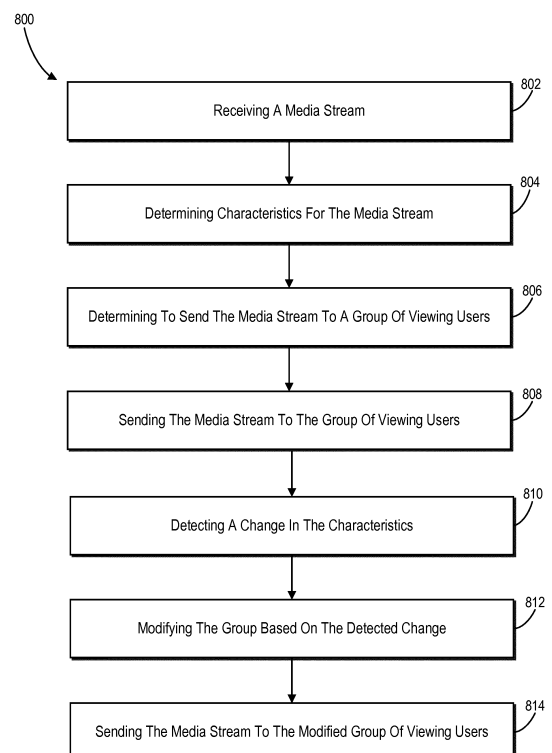 800
802
Receiving A Media Stream
804
Determining Characteristics For The Media Stream
806
Determining To Send The Media Stream To A Group Of Viewing Users
808
Sending The Media Stream To The Group Of Viewing Users
810
Detecting A Change In The Characteristics
812
Modifying The Group Based On The Detected Change
814
Sending The Media Stream To The Modified Group Of Viewing Users